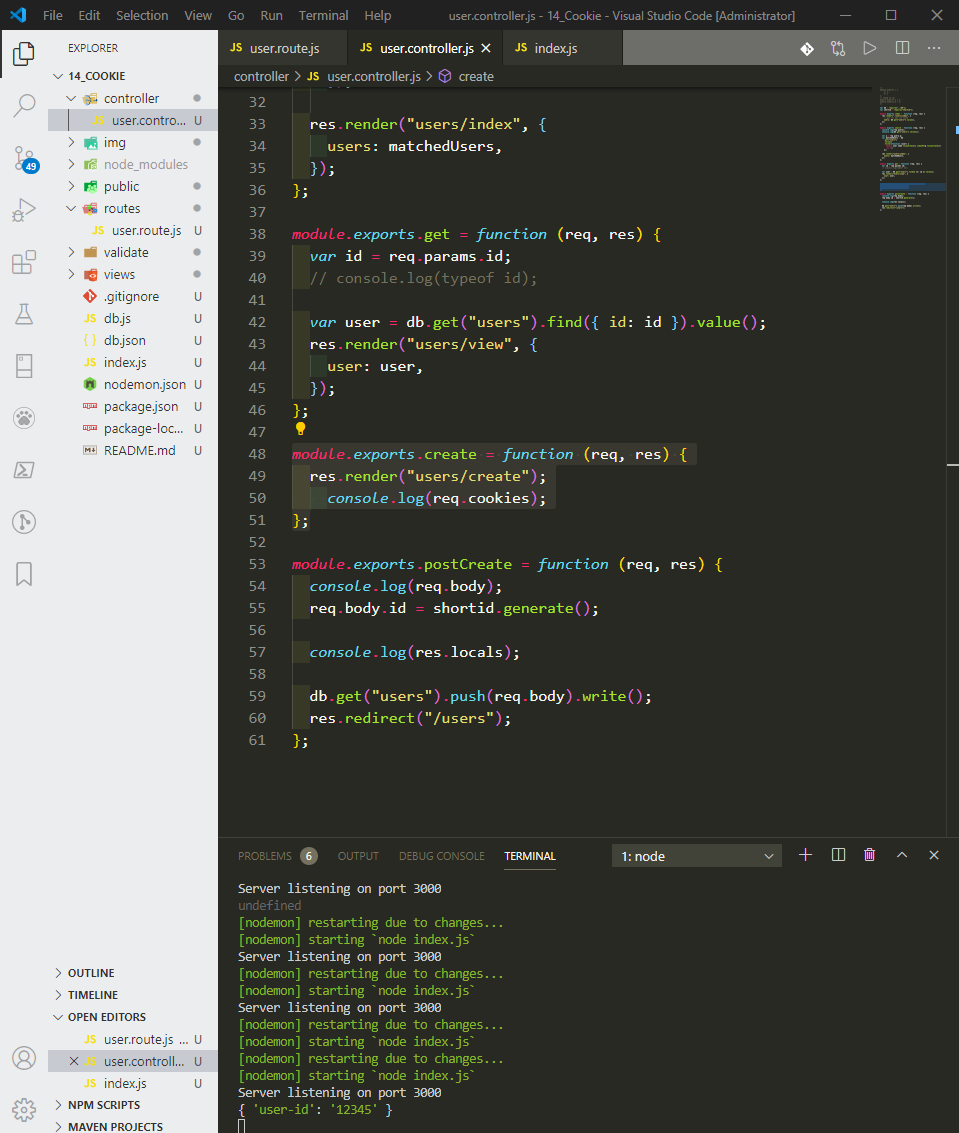 File Edit Selection View Go Run Terminal Help user.controller.js - 14_Cookie - Visual Studio Code [Administrator]
EXPLORER
14_COOKIE
controller
user.contro... U
img
node_modules
public
routes
JS user.route.js U
validate
views
.gitignore U
JS db.js U
{ } db.json U
JS index.js U
nodemon.json U
package.json U
package-loc... U
README.md U
49
OUTLINE
TIMELINE
OPEN EDITORS
JS user.route.js ... U
JS user.controll... U
JS index.js U
NPM SCRIPTS
MAVEN PROJECTS
JS user.route.js JS user.controller.js JS index.js
controller > JS user.controller.js > create
32
33 res.render("users/index", {
34 users: matchedUsers,
35 });
36 };
37
38 module.exports.get = function (req, res) {
39 var id = req.params.id;
40 // console.log(typeof id);
41
42 var user = db.get("users").find({ id: id }).value();
43 res.render("users/view", {
44 user: user,
45 });
46 };
47
48 module.exports.create = function (req, res) {
49 res.render("users/create");
50 console.log(req.cookies);
51 };
52
53 module.exports.postCreate = function (req, res) {
54 console.log(req.body);
55 req.body.id = shortid.generate();
56
57 console.log(res.locals);
58
59 db.get("users").push(req.body).write();
60 res.redirect("/users");
61 };
PROBLEMS 6 OUTPUT DEBUG CONSOLE TERMINAL 1: node
Server listening on port 3000
undefined
[nodemon] restarting due to changes...
[nodemon] starting `node index.js`
Server listening on port 3000
[nodemon] restarting due to changes...
[nodemon] starting `node index.js`
Server listening on port 3000
[nodemon] restarting due to changes...
[nodemon] starting `node index.js`
[nodemon] restarting due to changes...
[nodemon] starting `node index.js`
Server listening on port 3000
{ 'user-id': '12345' }